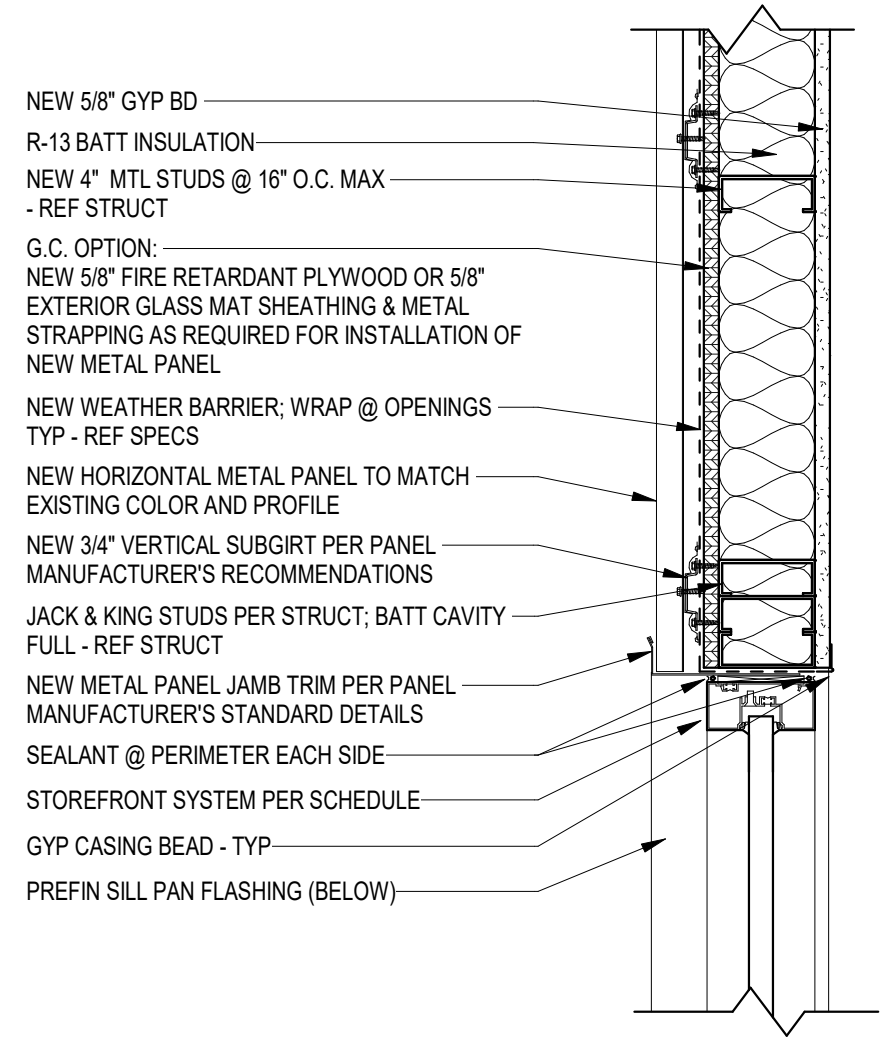 NEW 5/8" GYP BD
R-13 BATT INSULATION
NEW 4" MTL STUDS @ 16" O.C. MAX
- REF STRUCT
G.C. OPTION:
NEW 5/8" FIRE RETARDANT PLYWOOD OR 5/8"
EXTERIOR GLASS MAT SHEATHING & METAL
STRAPPING AS REQUIRED FOR INSTALLATION OF
NEW METAL PANEL
NEW WEATHER BARRIER; WRAP @ OPENINGS
TYP - REF SPECS
NEW HORIZONTAL METAL PANEL TO MATCH
EXISTING COLOR AND PROFILE
NEW 3/4" VERTICAL SUBGIRT PER PANEL
MANUFACTURER'S RECOMMENDATIONS
JACK & KING STUDS PER STRUCT; BATT CAVITY
FULL - REF STRUCT
NEW METAL PANEL JAMB TRIM PER PANEL
MANUFACTURER'S STANDARD DETAILS
SEALANT @ PERIMETER EACH SIDE
STOREFRONT SYSTEM PER SCHEDULE
GYP CASING BEAD - TYP
PREFIN SILL PAN FLASHING (BELOW)